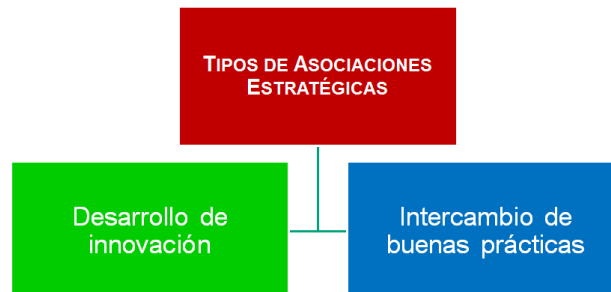 TIPOS DE ASOCIACIONES
ESTRATÉGICAS
Desarrollo de
innovación
Intercambio de
buenas prácticas